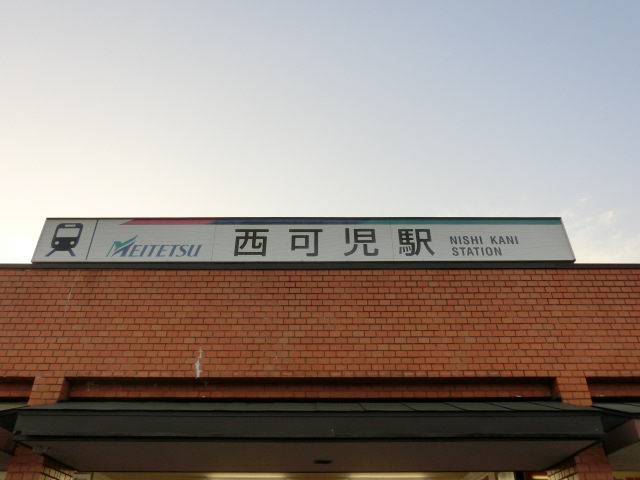 MEITETSU 西可児駅 NISHI KANI
STATION